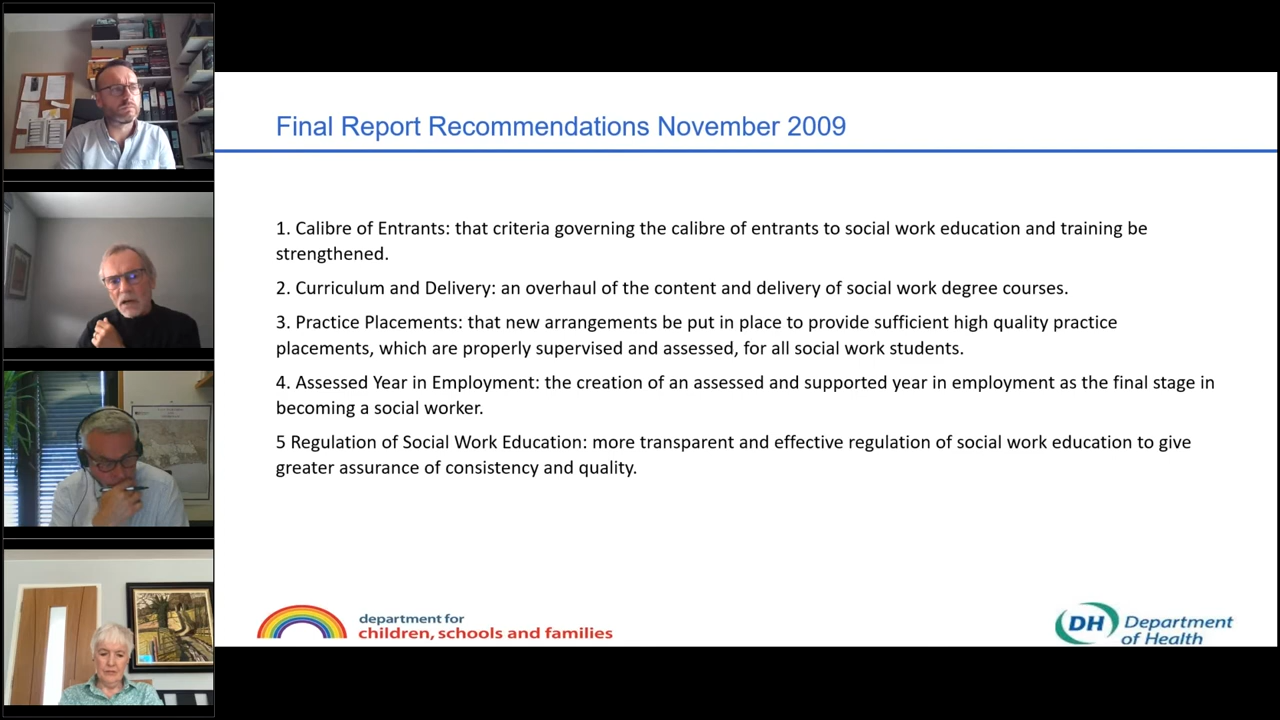 Final Report Recommendations November 2009
1. Calibre of Entrants: that criteria governing the calibre of entrants to social work education and training be
strengthened.
2. Curriculum and Delivery: an overhaul of the content and delivery of social work degree courses.
3. Practice Placements: that new arrangements be put in place to provide sufficient high quality practice
placements, which are properly supervised and assessed, for all social work students.
4. Assessed Year in Employment: the creation of an assessed and supported year in employment as the final stage in
becoming a social worker.
5 Regulation of Social Work Education: more transparent and effective regulation of social work education to give
greater assurance of consistency and quality.
department for
children, schools and families
DH Department
of Health